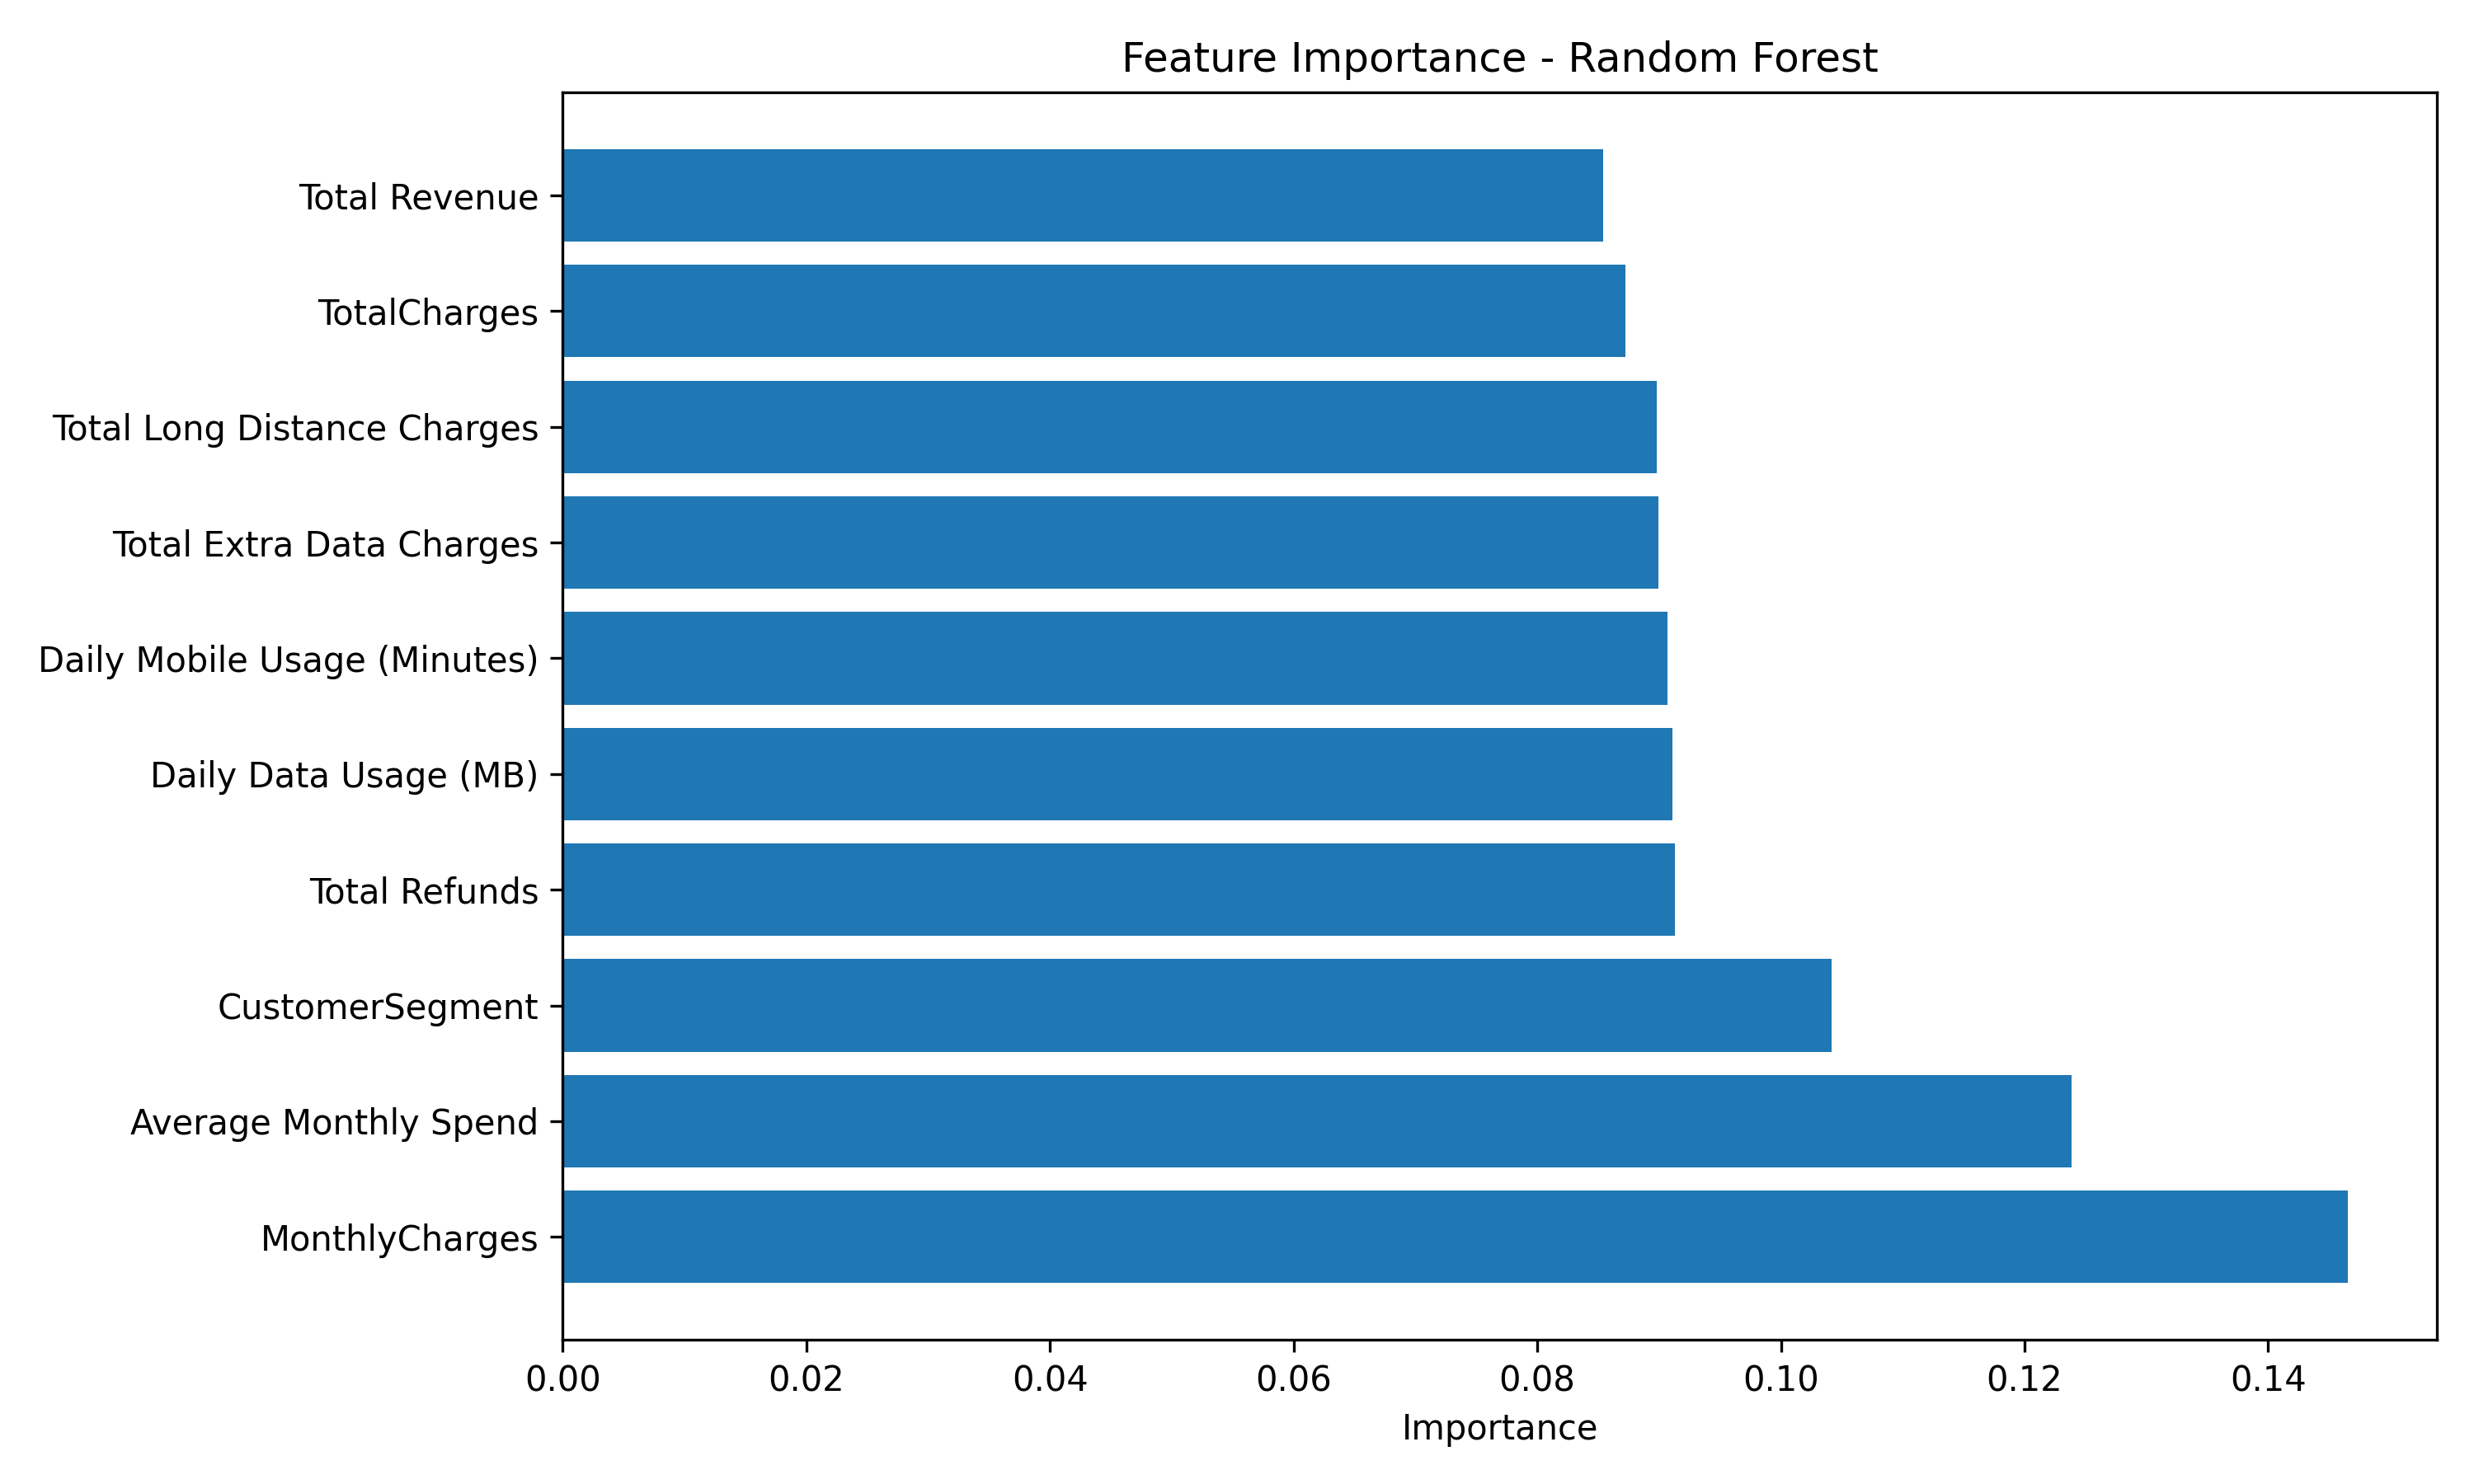 Feature Importance - Random Forest
Total Revenue
TotalCharges
Total Long Distance Charges
Total Extra Data Charges
Daily Mobile Usage (Minutes)
Daily Data Usage (MB)
Total Refunds
CustomerSegment
Average Monthly Spend
MonthlyCharges
0.00 0.02 0.04 0.06 0.08 0.10 0.12 0.14
Importance